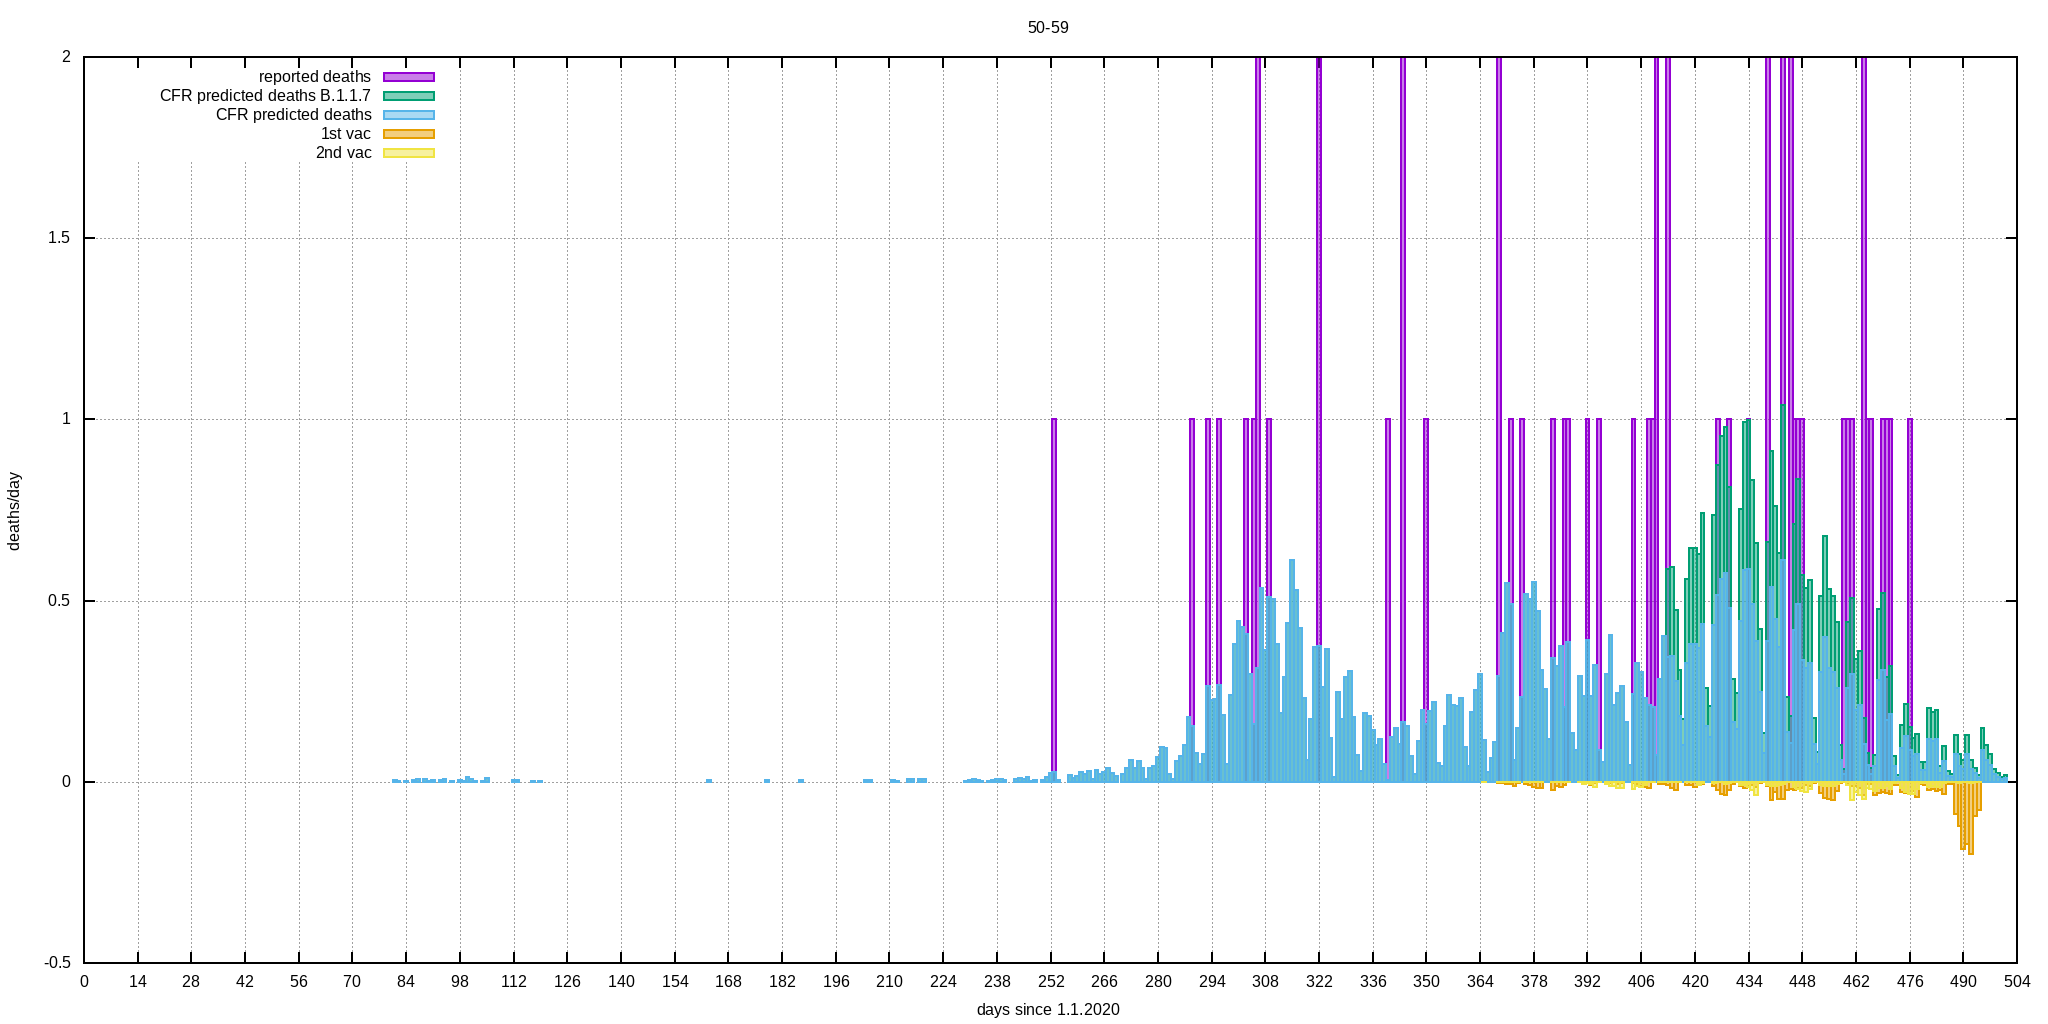 50-59
reported deaths
CFR predicted deaths B.1.1.7
CFR predicted deaths
1st vac
2nd vac
2
1.5
1
0.5
0
-0.5
deaths/day
0 14 28 42 56 70 84 98 112 126 140 154 168 182 196 210 224 238 252 266 280 294 308 322 336 350 364 378 392 406 420 434 448 462 476 490 504
days since 1.1.2020